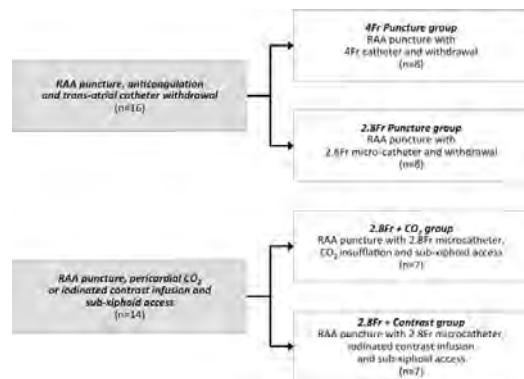 RAA puncture, anticoagulation
and trans-atrial catheter withdrawal
(n=16)
4Fr Puncture group
RAA puncture with
4Fr catheter and withdrawal
(n=8)
2.8Fr Puncture group
RAA puncture with
2.8Fr micro-catheter and withdrawal
(n=8)
RAA puncture, pericardial CO₂
or iodinated contrast infusion and
sub-xiphoid access
(n=14)
2.8Fr + CO₂ group
RAA puncture with 2.8Fr microcatheter,
CO₂ insufflation and sub-xiphoid access
(n=7)
2.8Fr + Contrast group
RAA puncture with 2.8Fr microcatheter,
iodinated contrast infusion
and sub-xiphoid access
(n=7)